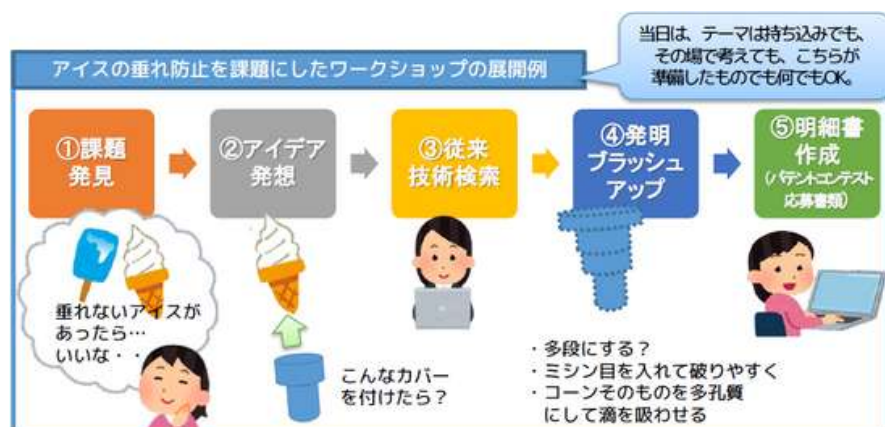 当日は、テーマは持ち込みでも、
その場で考えても、こちらが
準備したものでも何でもOK。
アイスの垂れ防止を課題にしたワークショップの展開例
①課題
発見
②アイデア
発想
③従来
技術検索
④発明
ブラッシュ
アップ
⑤明細書
作成
(パテントコンテスト
応募書類)
垂れないアイスが
あったら…
いいな・・
こんなカバー
を付けたら？
・多段にする？
・ミシン目を入れて破りやすく
・コーンそのものを多孔質
にして滴を吸わせる